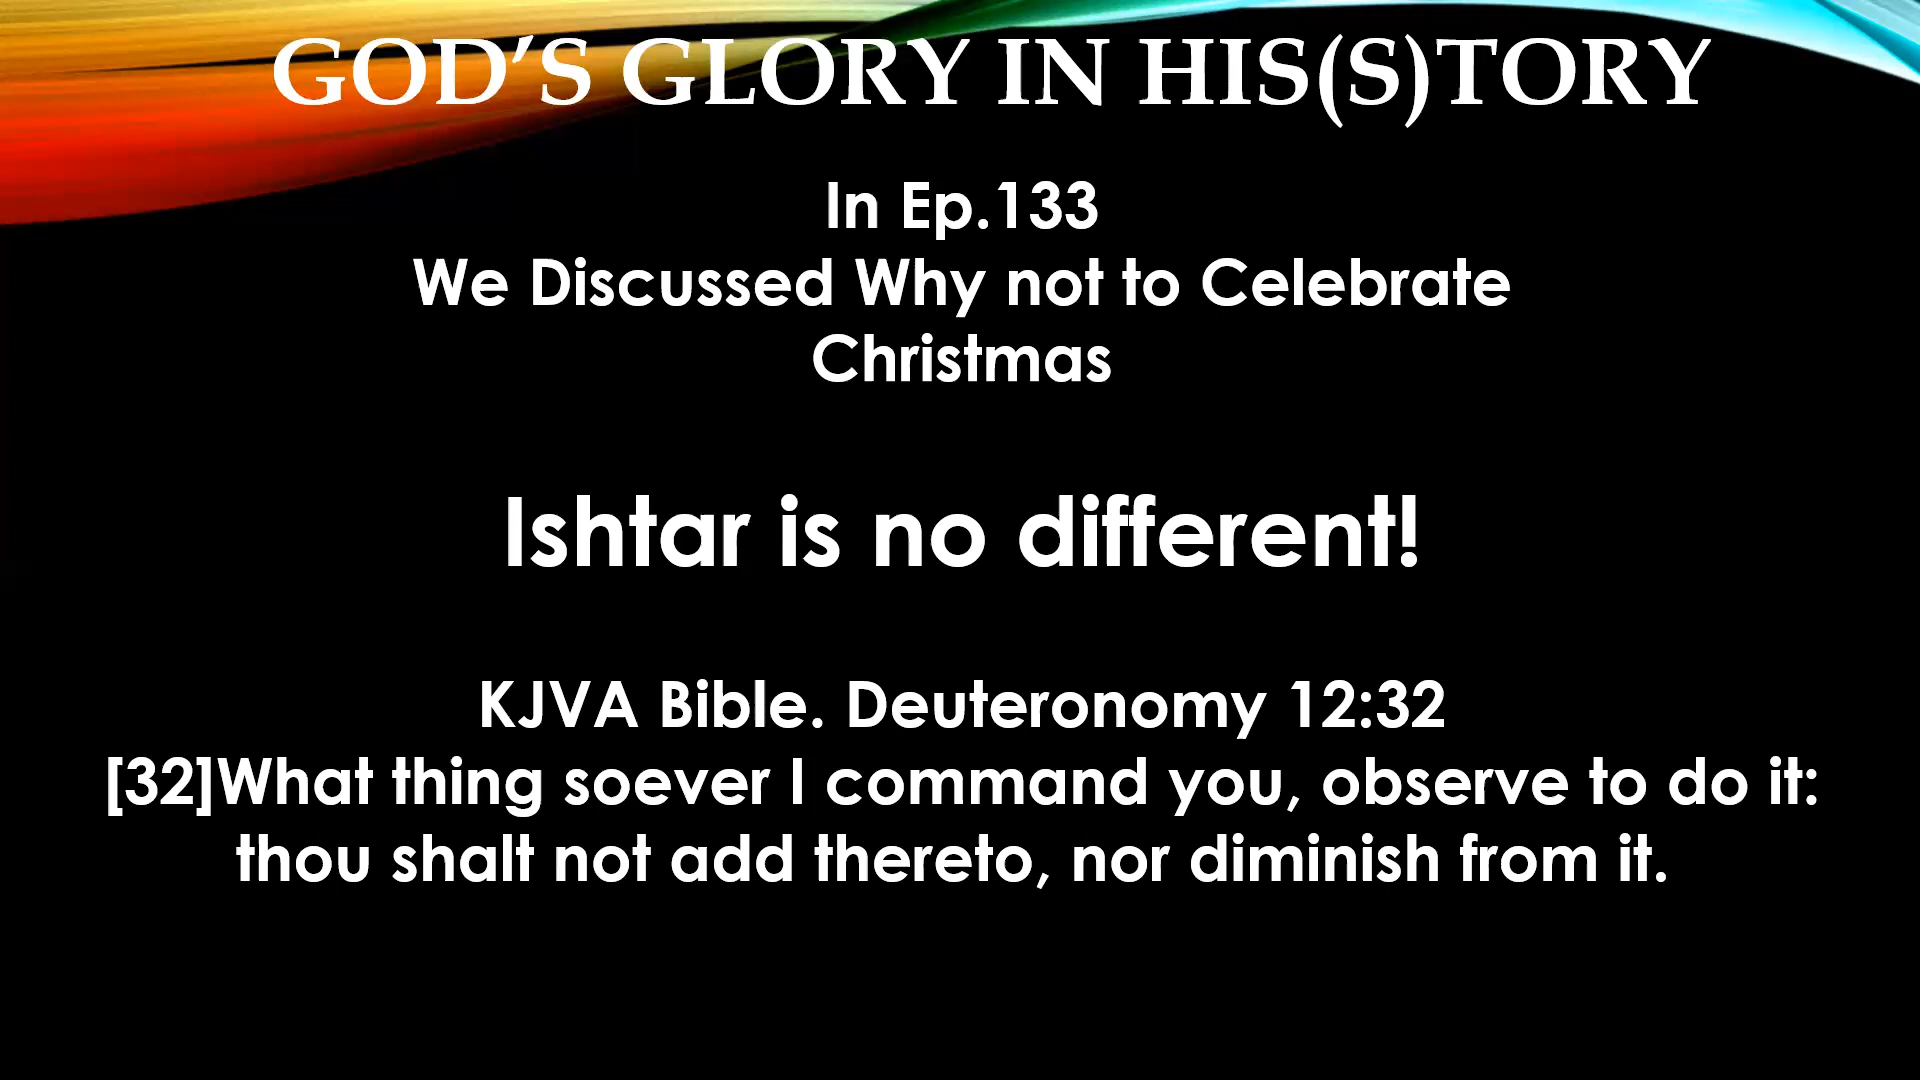 GOD’S GLORY IN HIS(S)TORY
In Ep.133
We Discussed Why not to Celebrate
Christmas
Ishtar is no different!
KJVA Bible. Deuteronomy 12:32
[32]What thing soever I command you, observe to do it:
thou shalt not add thereto, nor diminish from it.